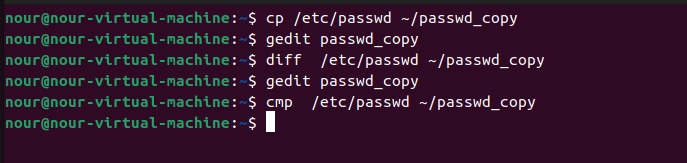 nour@nour-virtual-machine:~$ cp /etc/passwd ~/passwd_copy
nour@nour-virtual-machine:~$ gedit passwd_copy
nour@nour-virtual-machine:~$ diff  /etc/passwd ~/passwd_copy
nour@nour-virtual-machine:~$ gedit passwd_copy
nour@nour-virtual-machine:~$ cmp  /etc/passwd ~/passwd_copy
nour@nour-virtual-machine:~$